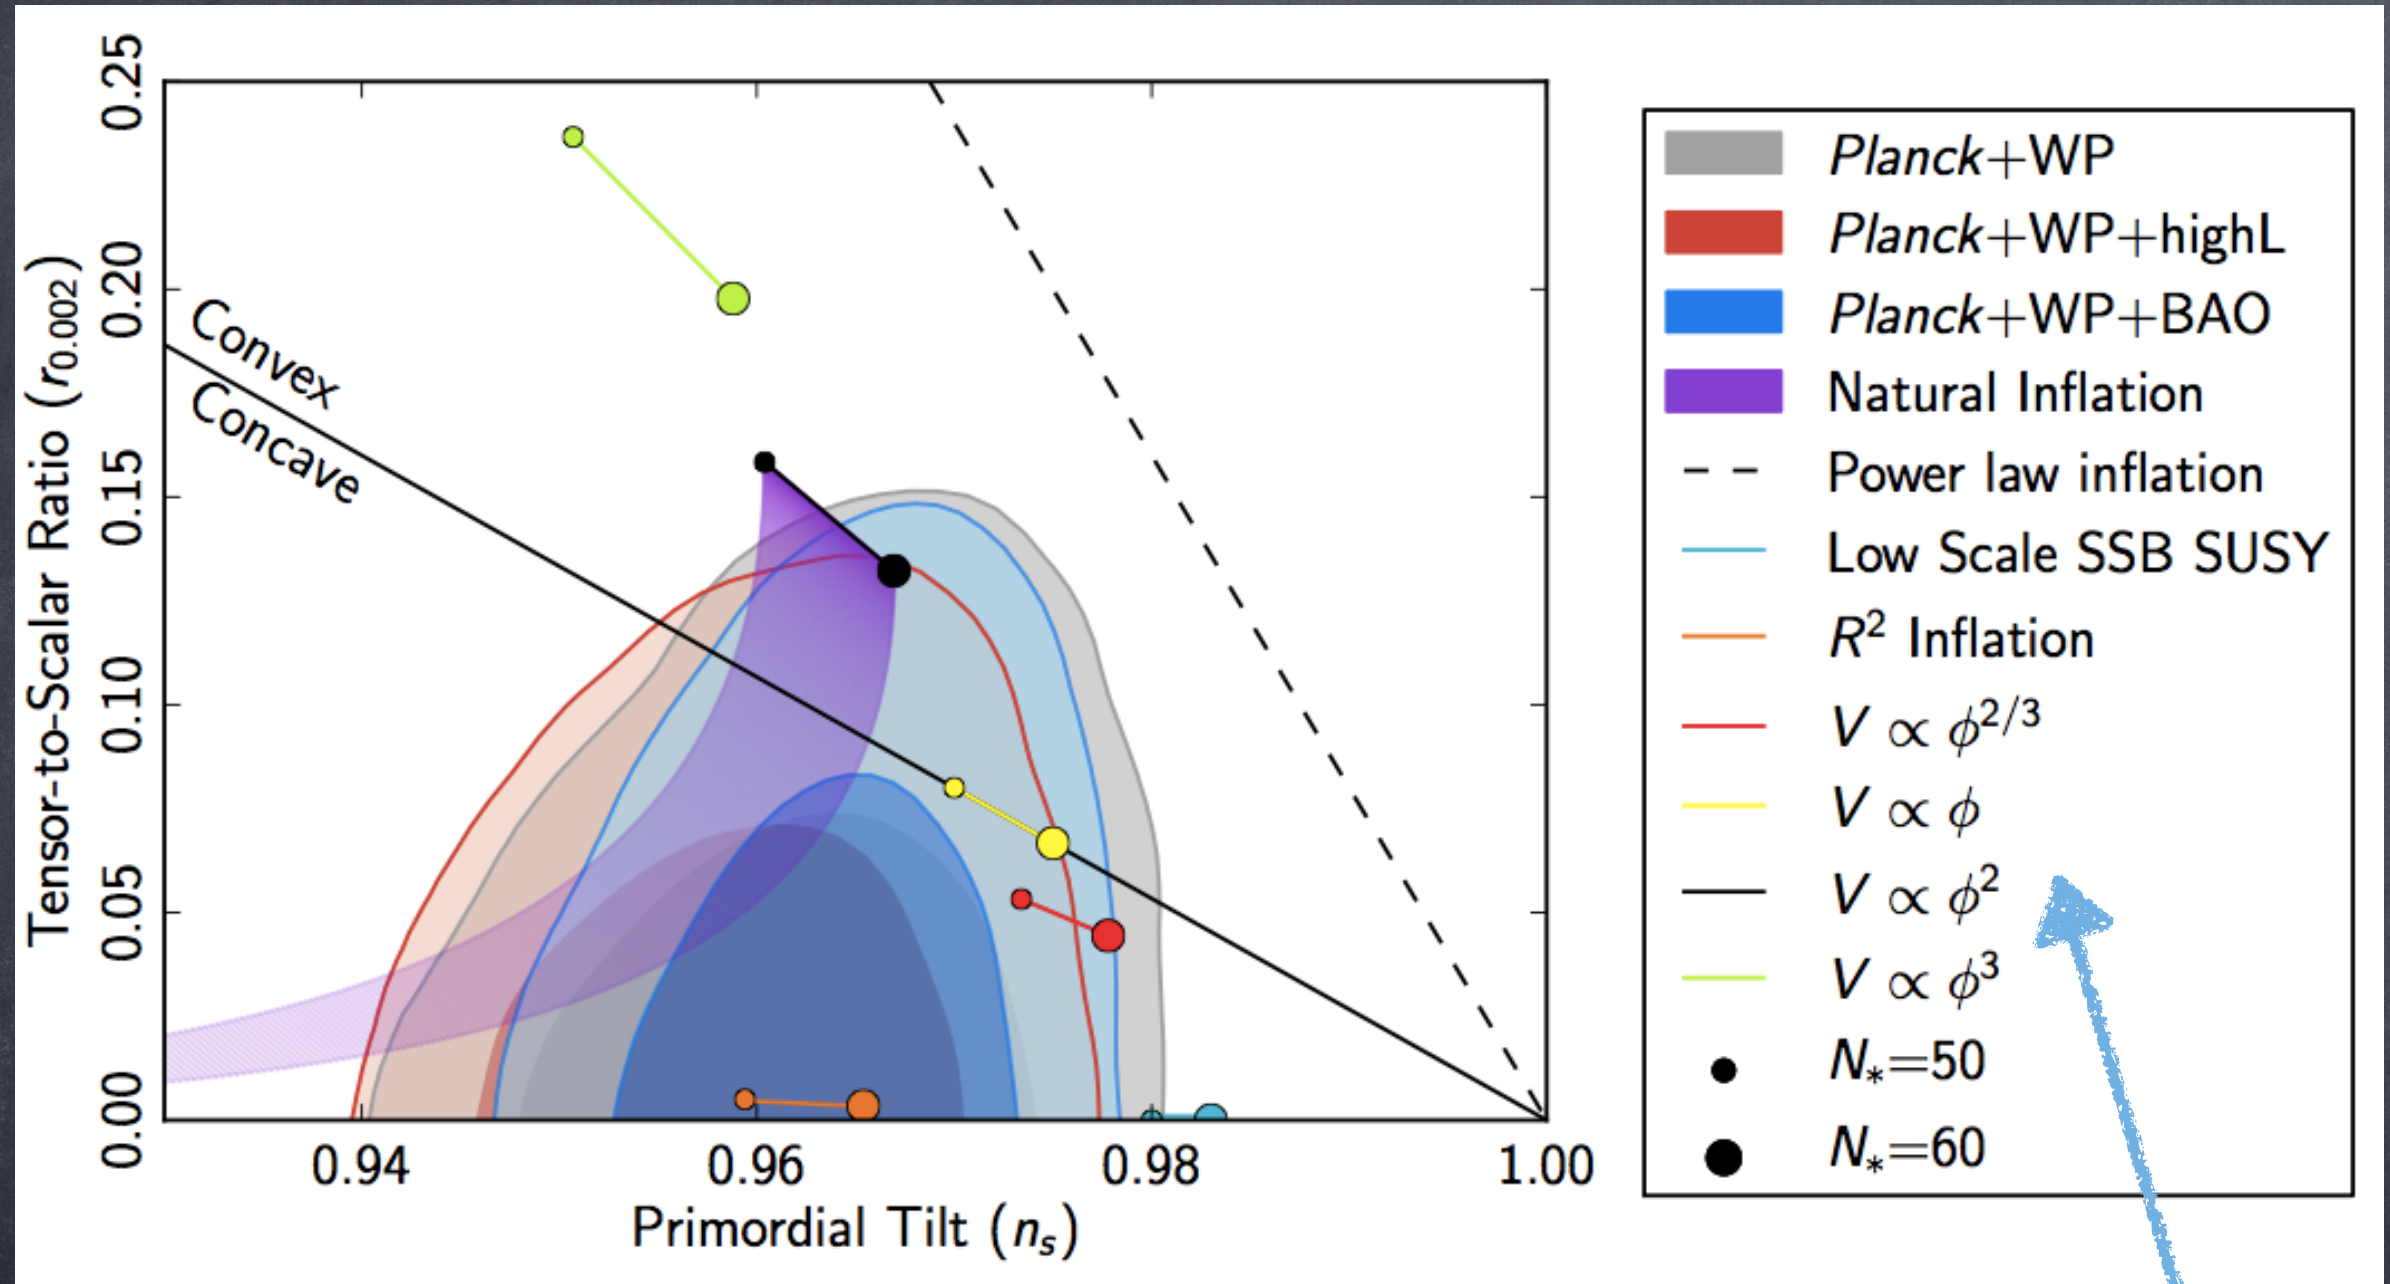 0.25
0.20
0.15
0.10
0.05
0.00
Tensor-to-Scalar Ratio (r₀.₀₀₂)
Convex
Concave
0.94
0.96
0.98
1.00
Primordial Tilt (nₛ)
Planck+WP
Planck+WP+highL
Planck+WP+BAO
Natural Inflation
Power law inflation
Low Scale SSB SUSY
R² Inflation
V ∝ ϕ²ᐟ³
V ∝ ϕ
V ∝ ϕ²
V ∝ ϕ³
N*=50
N*=60